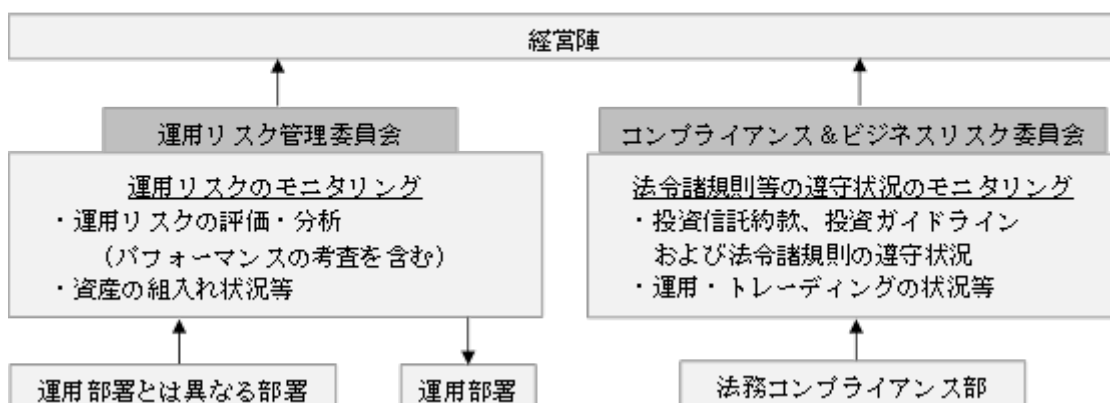 経営陣
運用リスク管理委員会
運用リスクのモニタリング
・運用リスクの評価・分析
（パフォーマンスの考査を含む）
・資産の組入れ状況等
コンプライアンス＆ビジネスリスク委員会
法令諸規則等の遵守状況のモニタリング
・投資信託約款、投資ガイドライン
および法令諸規則の遵守状況
・運用・トレーディングの状況等
運用部署とは異なる部署
運用部署
法務コンプライアンス部